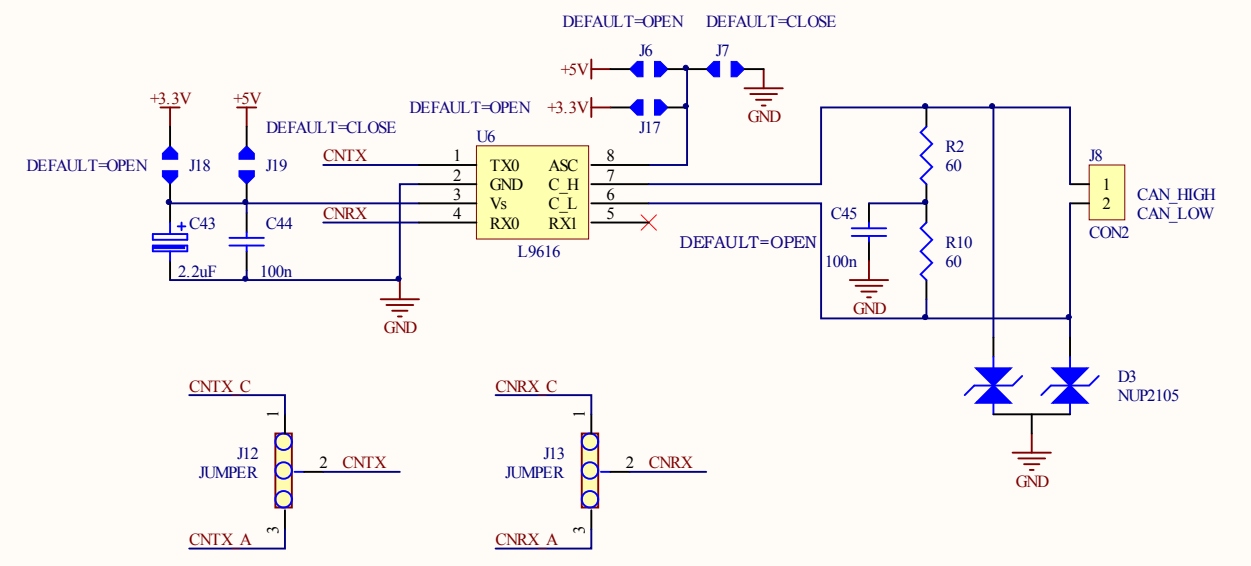 DEFAULT=OPEN DEFAULT=CLOSE
J6 J7
+5V
+3.3V
J17
GND
DEFAULT=OPEN
+3.3V +5V
DEFAULT=CLOSE
DEFAULT=OPEN J18 J19
U6
CNTX 1 TX0 ASC 8
2 GND C_H 7
3 Vs C_L 6
CNRX 4 RX0 RX1 5
L9616
C43 C44
+
2.2uF 100n
GND
DEFAULT=OPEN
C45
100n
GND
R2
60
R10
60
J8
1 CAN_HIGH
2 CAN_LOW
CON2
D3
NUP2105
GND
CNTX_C
1
J12
JUMPER
2 CNTX
3
CNTX_A
CNRX_C
1
J13
JUMPER
2 CNRX
3
CNRX_A